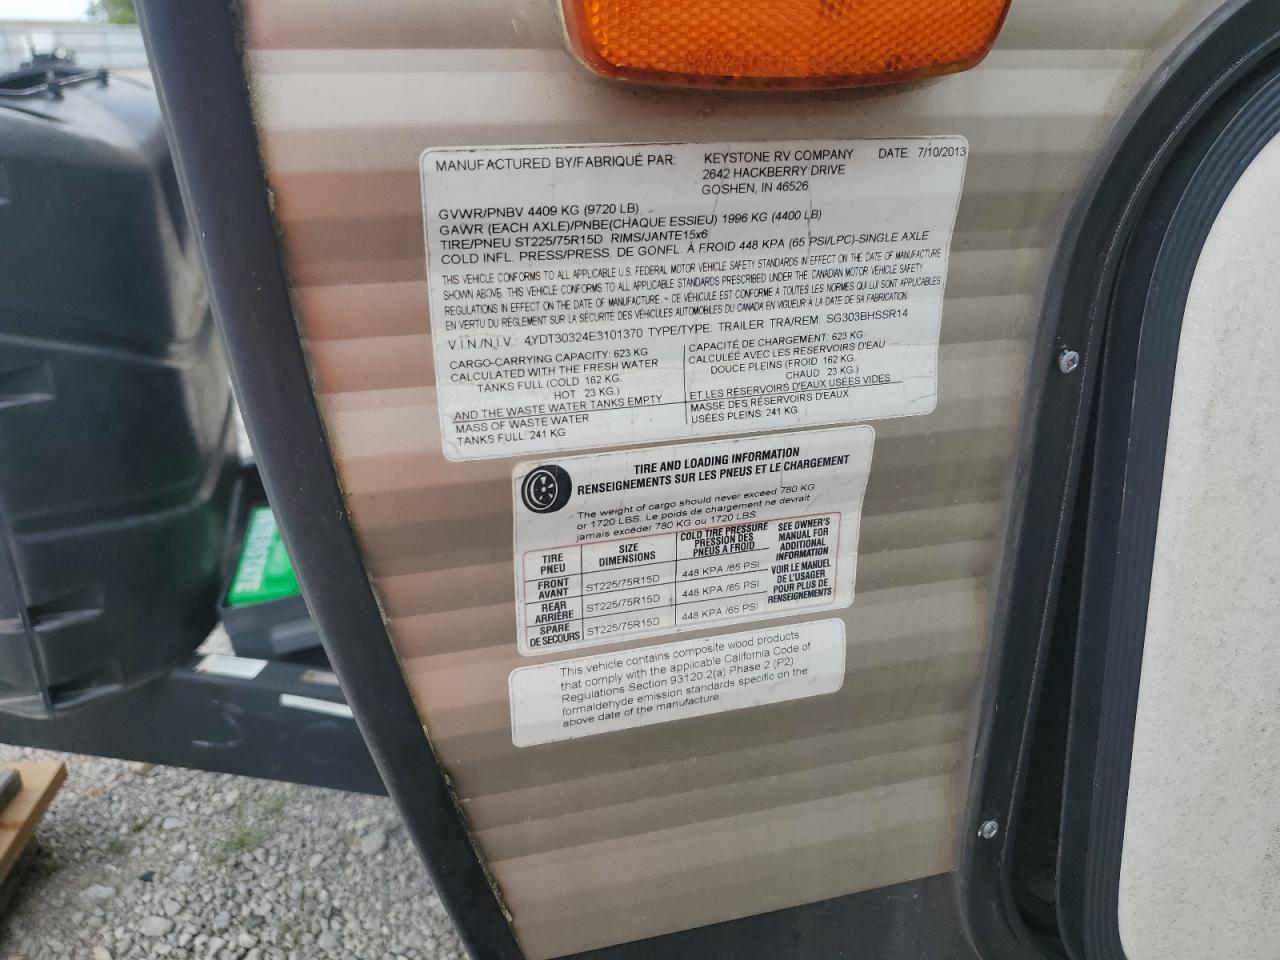 MANUFACTURED BY/FABRIQUÉ PAR: KEYSTONE RV COMPANY DATE: 7/10/2013
2642 HACKBERRY DRIVE
GOSHEN, IN 46526
GVWR/PNBV 4409 KG (9720 LB)
GAWR (EACH AXLE)/PNBE(CHAQUE ESSIEU) 1996 KG (4400 LB)
TIRE/PNEU ST225/75R15D RIMS/JANTE15x6
COLD INFL. PRESS/PRESS. DE GONFL. À FROID 448 KPA (65 PSI/LPC)-SINGLE AXLE
THIS VEHICLE CONFORMS TO ALL APPLICABLE U.S. FEDERAL MOTOR VEHICLE SAFETY STANDARDS IN EFFECT ON THE DATE OF MANUFACTURE
SHOWN ABOVE. THIS VEHICLE CONFORMS TO ALL APPLICABLE STANDARDS PRESCRIBED UNDER THE CANADIAN MOTOR VEHICLE SAFETY
REGULATIONS IN EFFECT ON THE DATE OF MANUFACTURE. - CE VÉHICULE EST CONFORME À TOUTES LES NORMES QUI LUI SONT APPLICABLES
EN VERTU DU RÉGLEMENT SUR LA SÉCURITÉ DES VÉHICULES AUTOMOBILES DU CANADA EN VIGUEUR À LA DATE DE SA FABRICATION.
V.I.N./N.I.V.: 4YDT30324E3101370 TYPE/TYPE: TRAILER TRA/REM: SG303BHSSR14
CARGO-CARRYING CAPACITY: 623 KG
CALCULATED WITH THE FRESH WATER
TANKS FULL (COLD 162 KG.
HOT 23 KG.)
AND THE WASTE WATER TANKS EMPTY
MASS OF WASTE WATER
TANKS FULL: 241 KG
CAPACITÉ DE CHARGEMENT: 623 KG
CALCULÉE AVEC LES RESERVOIRS D'EAU
DOUCE PLEINS (FROID 162 KG.
CHAUD 23 KG.)
ET LES RÉSERVOIRS D'EAUX USÉES VIDES
MASSE DES RÉSERVOIRS D'EAUX
USÉES PLEINS: 241 KG.
TIRE AND LOADING INFORMATION
RENSEIGNEMENTS SUR LES PNEUS ET LE CHARGEMENT
The weight of cargo should never exceed 780 KG
or 1720 LBS. Le poids de chargement ne devrait
jamais excéder 780 KG ou 1720 LBS.
TIRE
PNEU
SIZE
DIMENSIONS
COLD TIRE PRESSURE
PRESSION DES
PNEUS A FROID
SEE OWNER'S
MANUAL FOR
ADDITIONAL
INFORMATION
VOIR LE MANUEL
DE L'USAGER
POUR PLUS DE
RENSEIGNEMENTS
FRONT
AVANT
ST225/75R15D
448 KPA /65 PSI
REAR
ARRIÈRE
ST225/75R15D
448 KPA /65 PSI
SPARE
DE SECOURS
ST225/75R15D
448 KPA /65 PSI
This vehicle contains composite wood products
that comply with the applicable California Code of
Regulations Section 93120.2(a) Phase 2 (P2)
formaldehyde emission standards specific on the
above date of the manufacture.